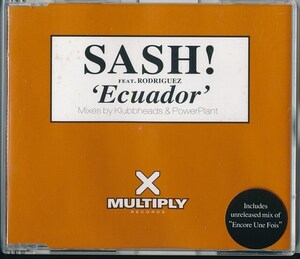 SASH!
FEAT. RODRIGUEZ
'Ecuador'
Mixes by Klubbheads & PowerPlant
MULTIPLY
RECORDS
Includes
unreleased mix of
"Encore Une Fois"